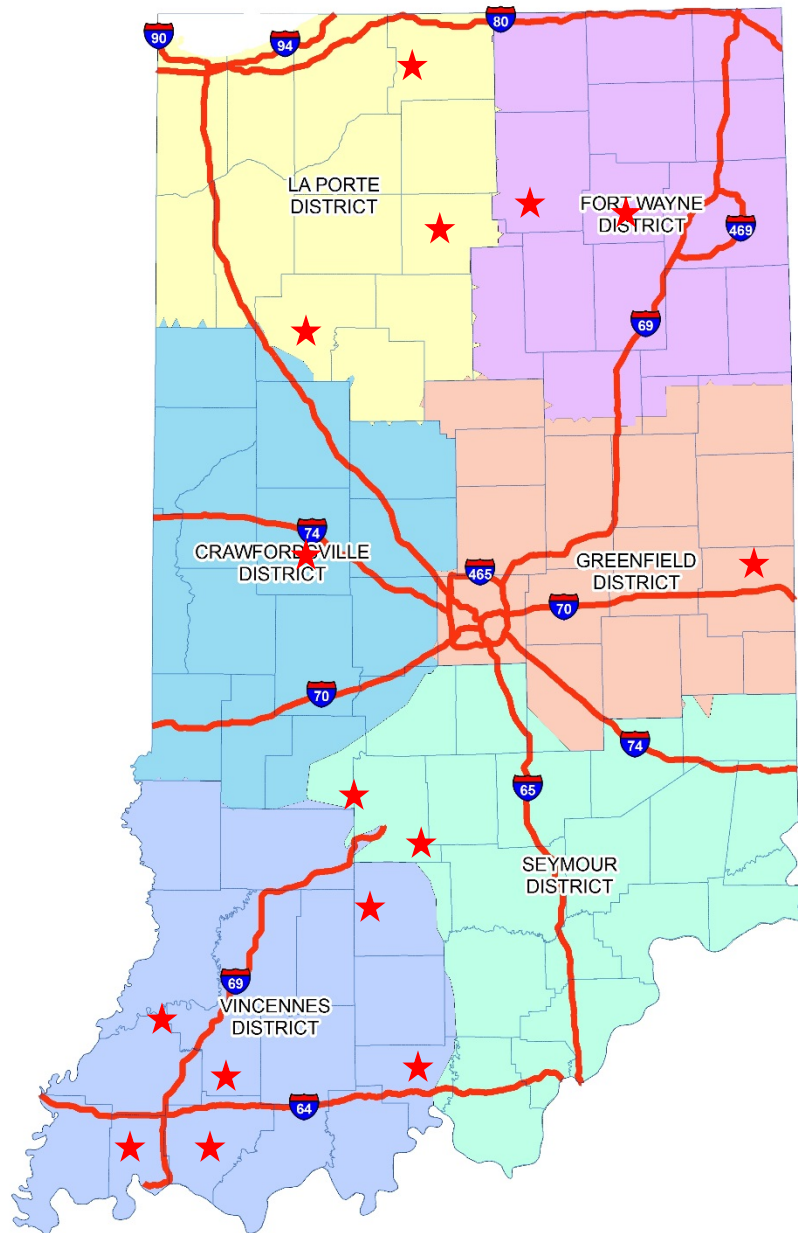 80
90
94
LA PORTE
DISTRICT
FORT WAYNE
DISTRICT
469
69
74
CRAWFORDSVILLE
DISTRICT
465
GREENFIELD
DISTRICT
70
70
74
65
SEYMOUR
DISTRICT
69
VINCENNES
DISTRICT
64